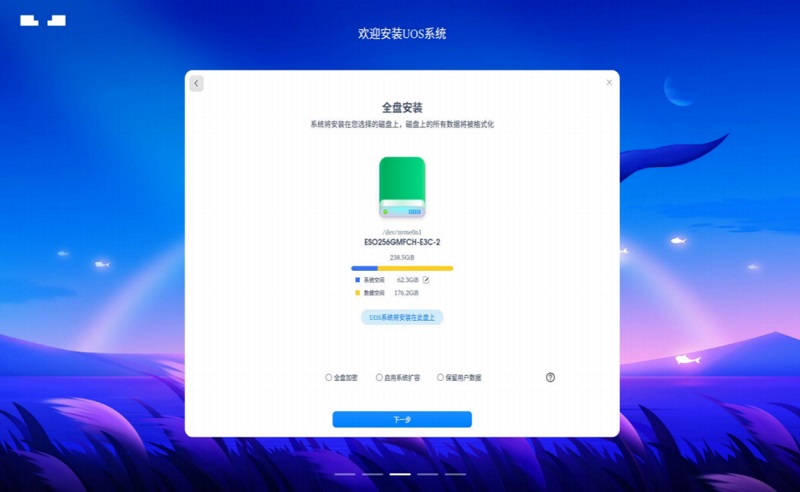 欢迎安装UOS系统
全盘安装
系统将安装在您选择的磁盘上，磁盘上的所有数据将被格式化
/dev/nvme0n1
ESO256GMFCH-E3C-2
238.5GiB
系统空间 62.3GiB
数据空间 176.2GiB
UOS系统将安装在此盘上
全盘加密 启用系统扩容 保留用户数据
下一步